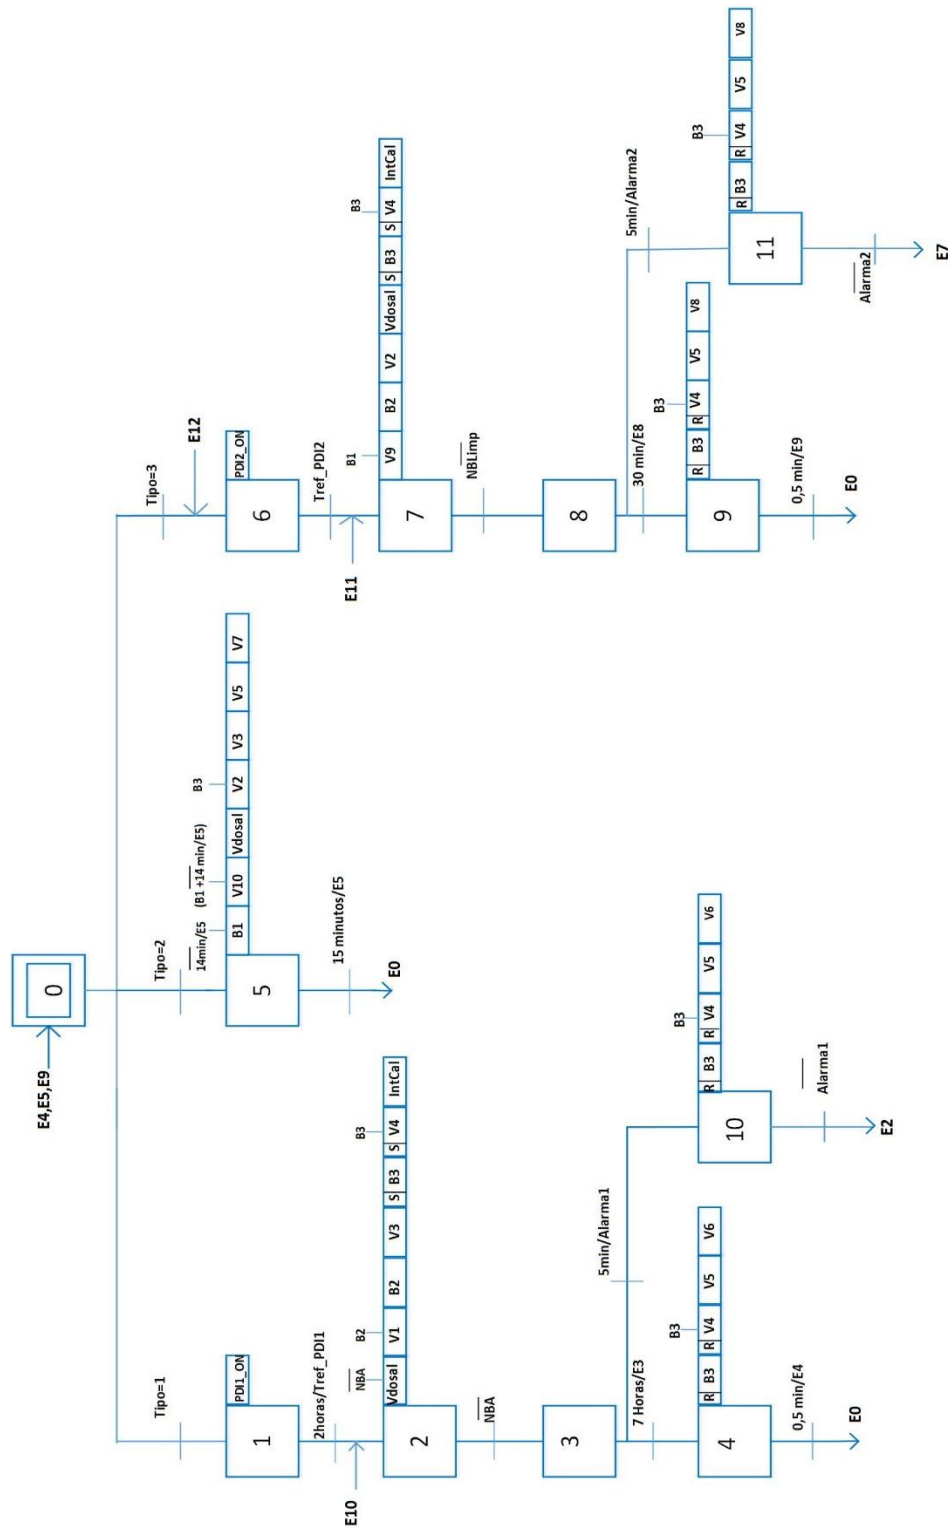 E4,E5,E9
0
Tipo=1
Tipo=2
Tipo=3
E12
14min/E5
(B1 +14 min/E5)
B3
1
PDI1_ON
5
B1
V10
Vdosal
V2
V3
V5
V7
6
PDI2_ON
2horas/Tref_PDI1
E10
15 minutos/E5
E0
Tref_PDI2
E11
NBA
B2
B3
2
Vdosal
V1
B2
V3
S B3
S V4
IntCal
B1
B3
7
V9
B2
V2
Vdosal
S B3
S V4
IntCal
NBA
NBLimp
3
8
7 Horas/E3
5min/Alarma1
30 min/E8
5min/Alarma2
B3
4
R B3
R V4
V5
V6
B3
10
R B3
R V4
V5
V6
B3
9
R B3
R V4
V5
V8
B3
11
R B3
R V4
V5
V8
0,5 min/E4
E0
Alarma1
E2
0,5 min/E9
E0
Alarma2
E7